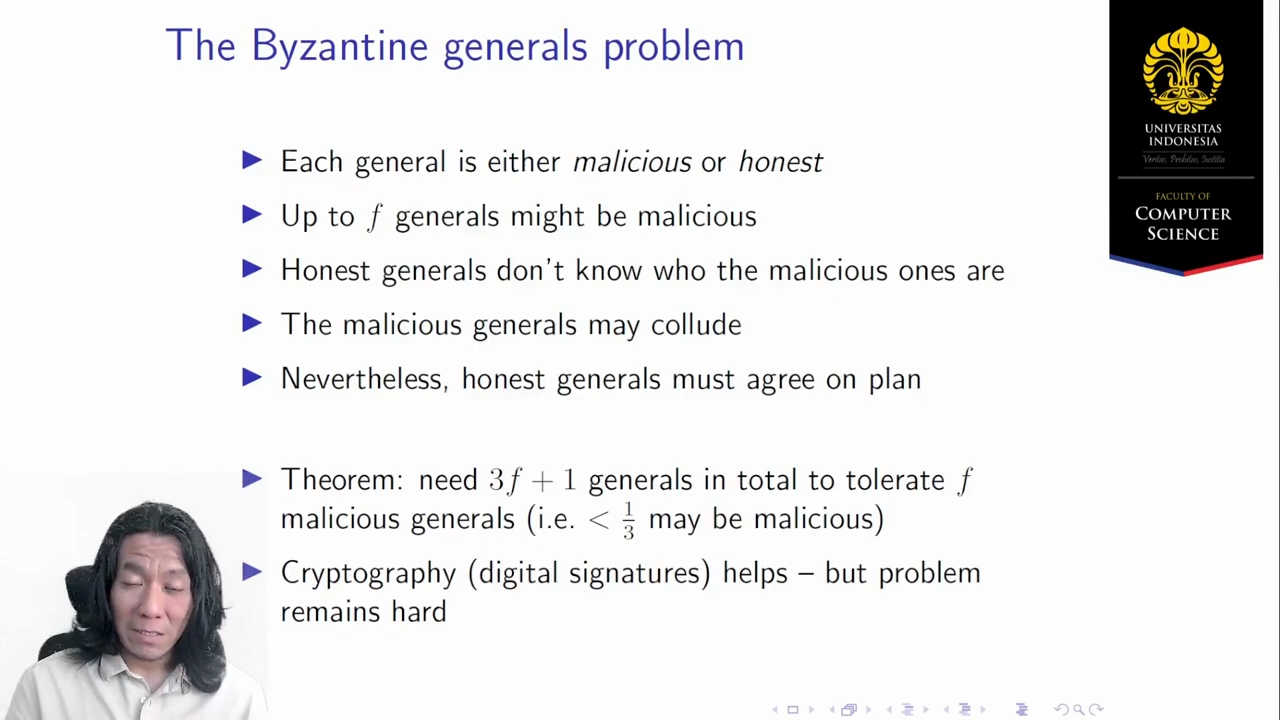 The Byzantine generals problem
UNIVERSITAS
INDONESIA
Veritas, Probitas, Iustitia
FACULTY OF
COMPUTER
SCIENCE
▶ Each general is either malicious or honest
▶ Up to f generals might be malicious
▶ Honest generals don't know who the malicious ones are
▶ The malicious generals may collude
▶ Nevertheless, honest generals must agree on plan
▶ Theorem: need 3f + 1 generals in total to tolerate f
malicious generals (i.e. < 1/3 may be malicious)
▶ Cryptography (digital signatures) helps – but problem
remains hard